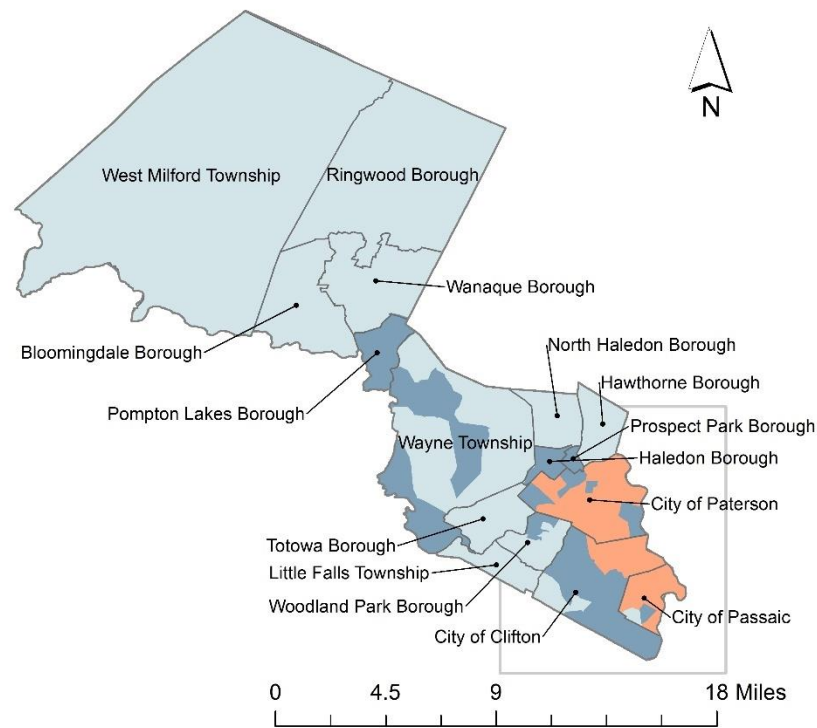 N
West Milford Township
Ringwood Borough
Wanaque Borough
Bloomingdale Borough
North Haledon Borough
Hawthorne Borough
Pompton Lakes Borough
Prospect Park Borough
Wayne Township
Haledon Borough
City of Paterson
Totowa Borough
Little Falls Township
Woodland Park Borough
City of Passaic
City of Clifton
0 4.5 9 18 Miles